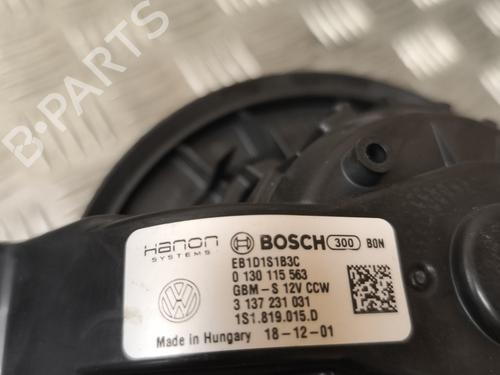 B-PARTS
Hanon SYSTEMS BOSCH 300 BON
EB1D1S1B3C
0 130 115 563
GBM-S 12V CCW
3 137 231 031
1S1.819.015.D
Made in Hungary 18-12-01